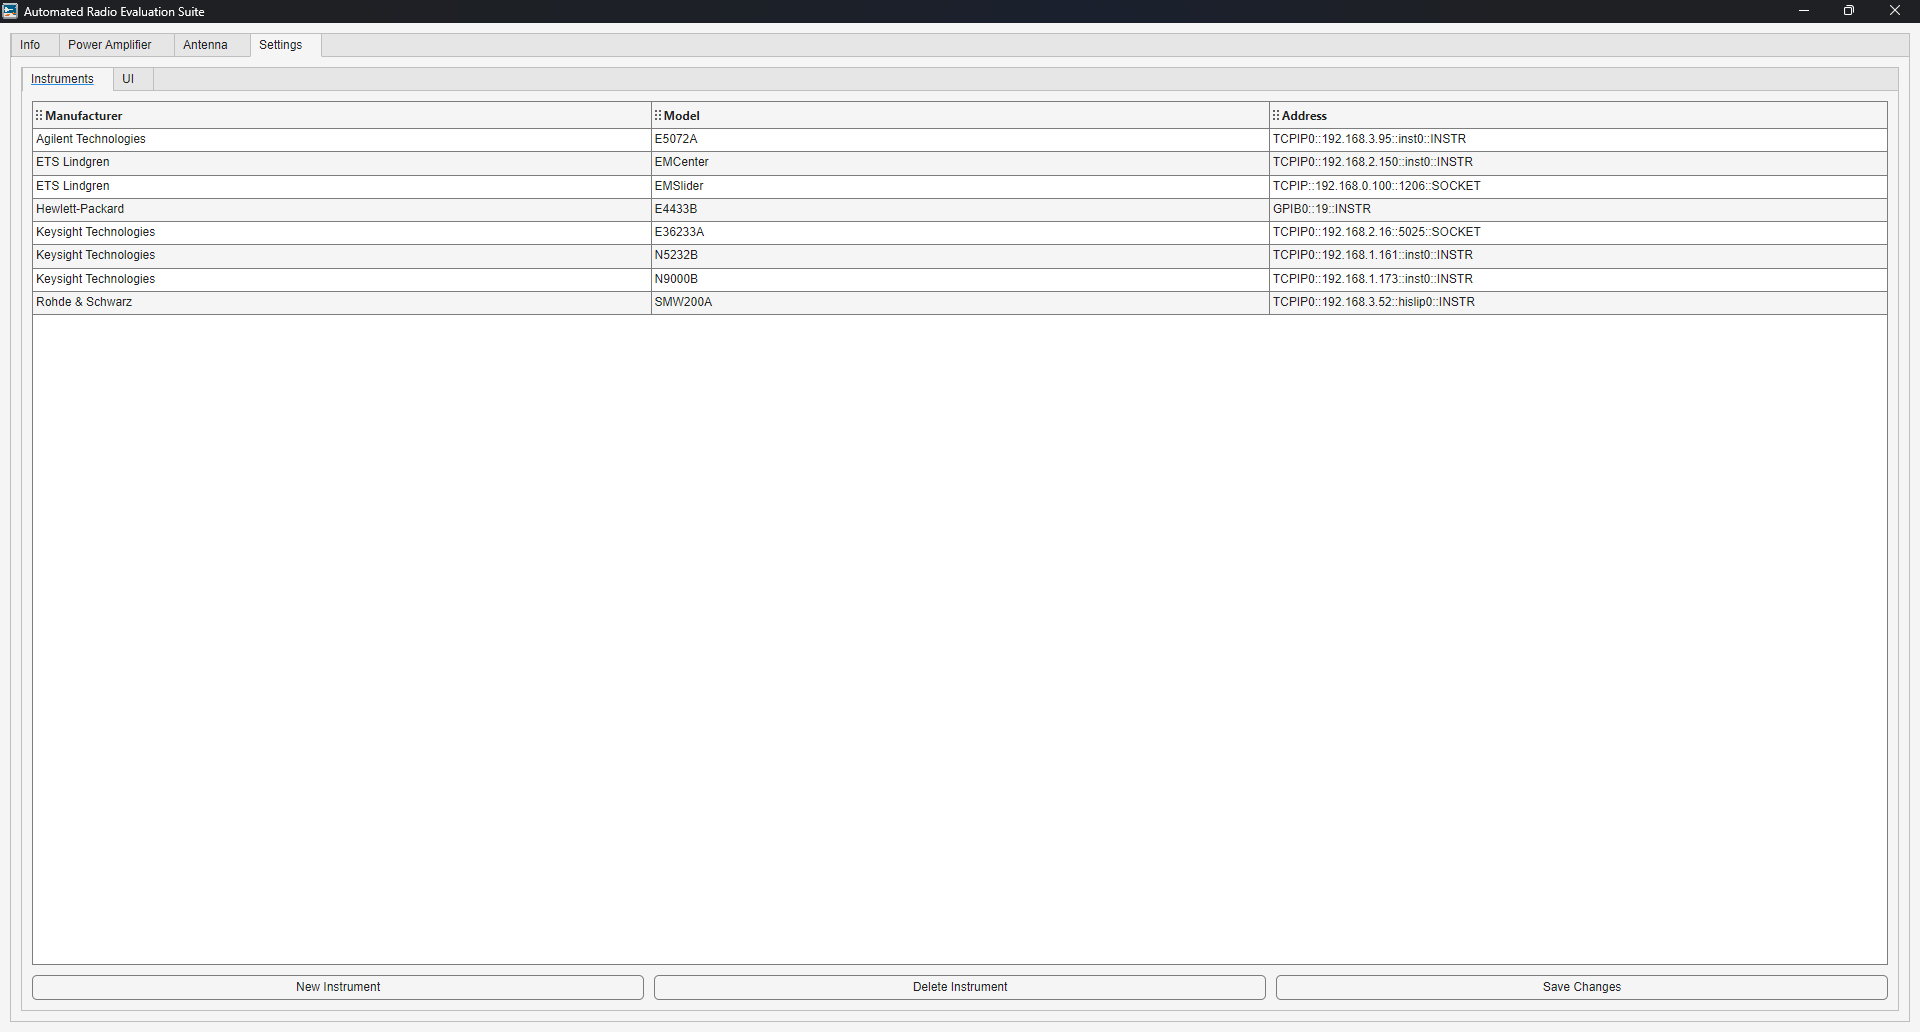 Automated Radio Evaluation Suite
Info Power Amplifier Antenna Settings
Instruments UI
Manufacturer Model Address
Agilent Technologies E5072A TCPIP0::192.168.3.95::inst0::INSTR
ETS Lindgren EMCenter TCPIP0::192.168.2.150::inst0::INSTR
ETS Lindgren EMSlider TCPIP::192.168.0.100::1206::SOCKET
Hewlett-Packard E4433B GPIB0::19::INSTR
Keysight Technologies E36233A TCPIP0::192.168.2.16::5025::SOCKET
Keysight Technologies N5232B TCPIP0::192.168.1.161::inst0::INSTR
Keysight Technologies N9000B TCPIP0::192.168.1.173::inst0::INSTR
Rohde & Schwarz SMW200A TCPIP0::192.168.3.52::hislip0::INSTR
New Instrument Delete Instrument Save Changes